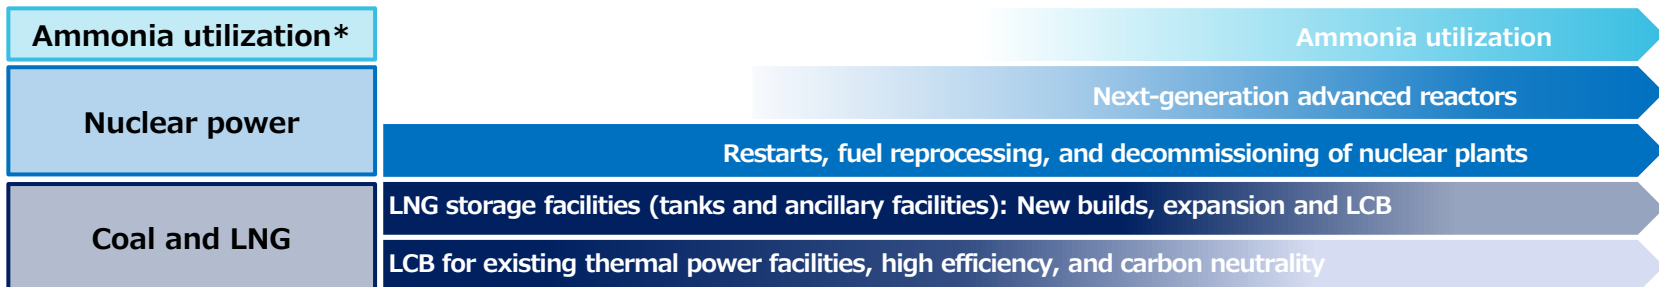 Ammonia utilization*
Ammonia utilization
Nuclear power
Next-generation advanced reactors
Restarts, fuel reprocessing, and decommissioning of nuclear plants
Coal and LNG
LNG storage facilities (tanks and ancillary facilities): New builds, expansion and LCB
LCB for existing thermal power facilities, high efficiency, and carbon neutrality